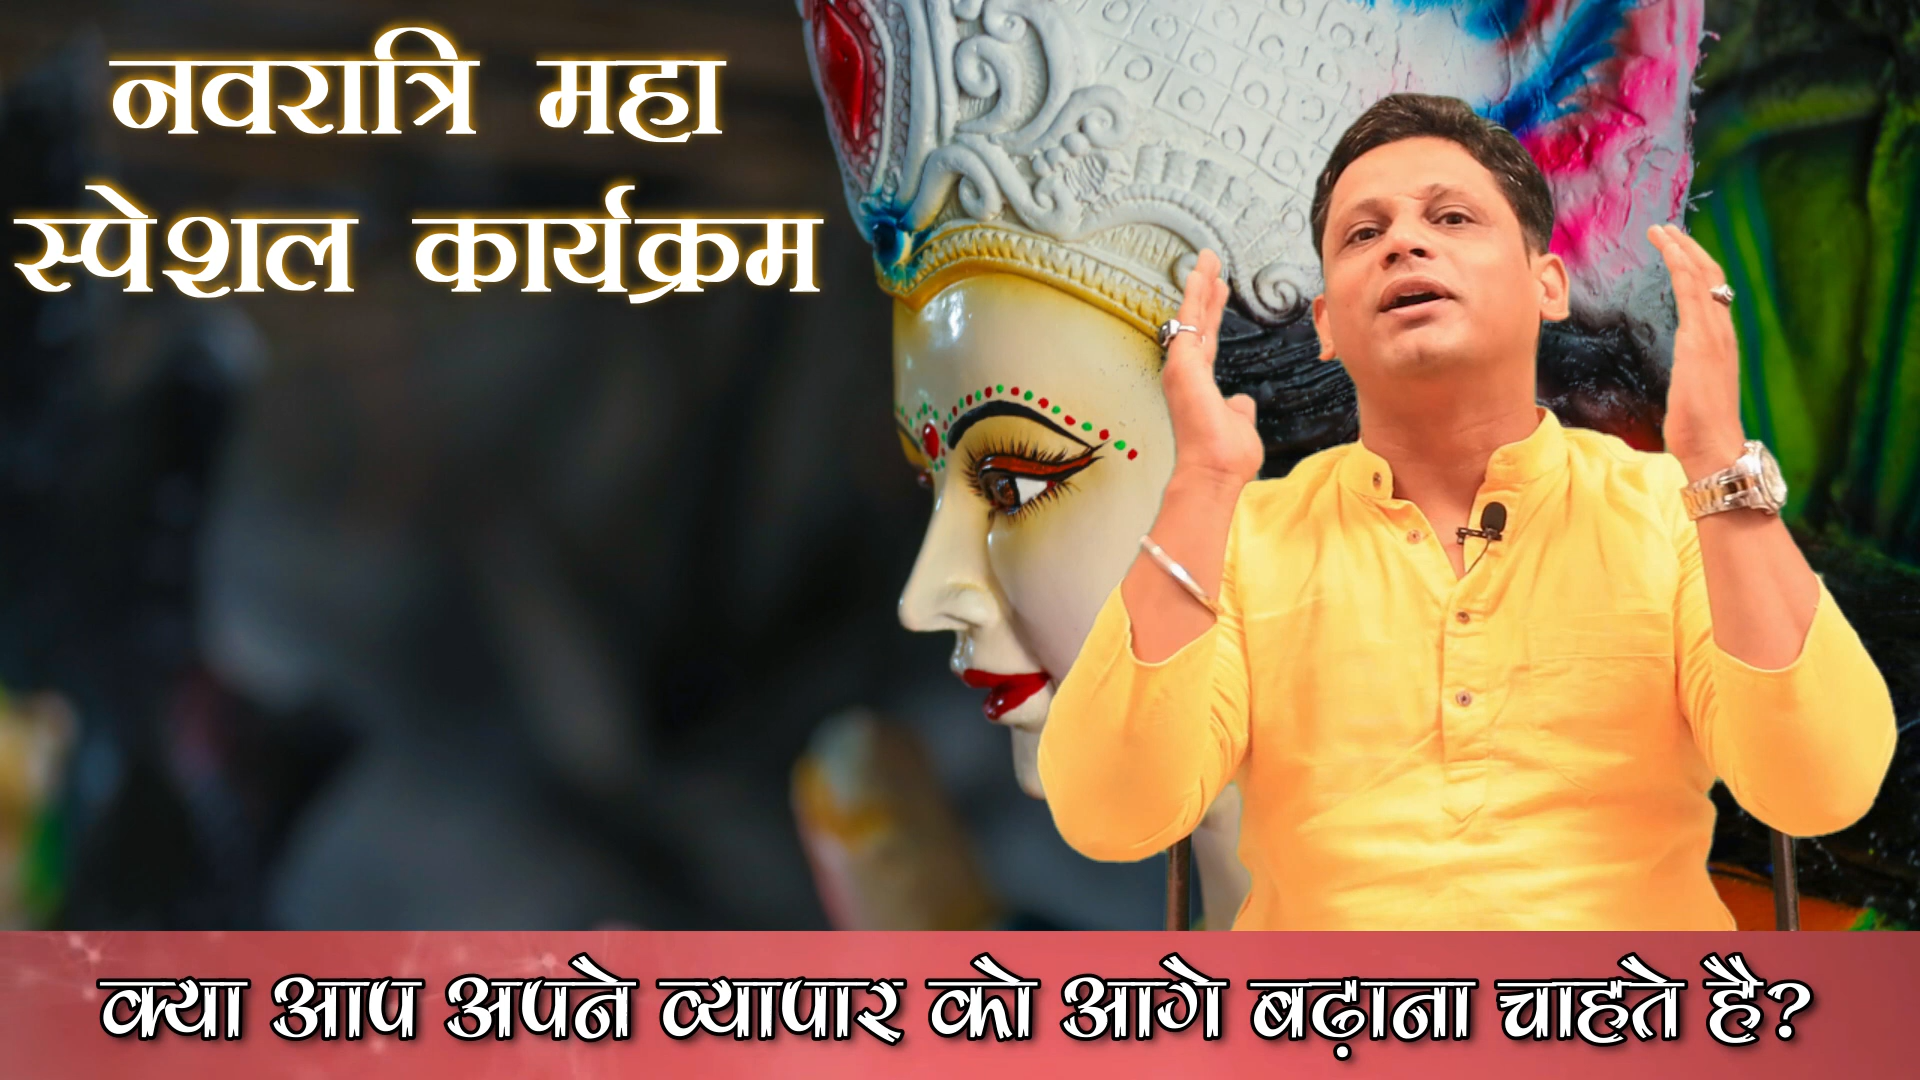 नवरात्रि महा
स्पेशल कार्यक्रम
क्या आप अपने व्यापार को आगे बढ़ाना चाहते है?